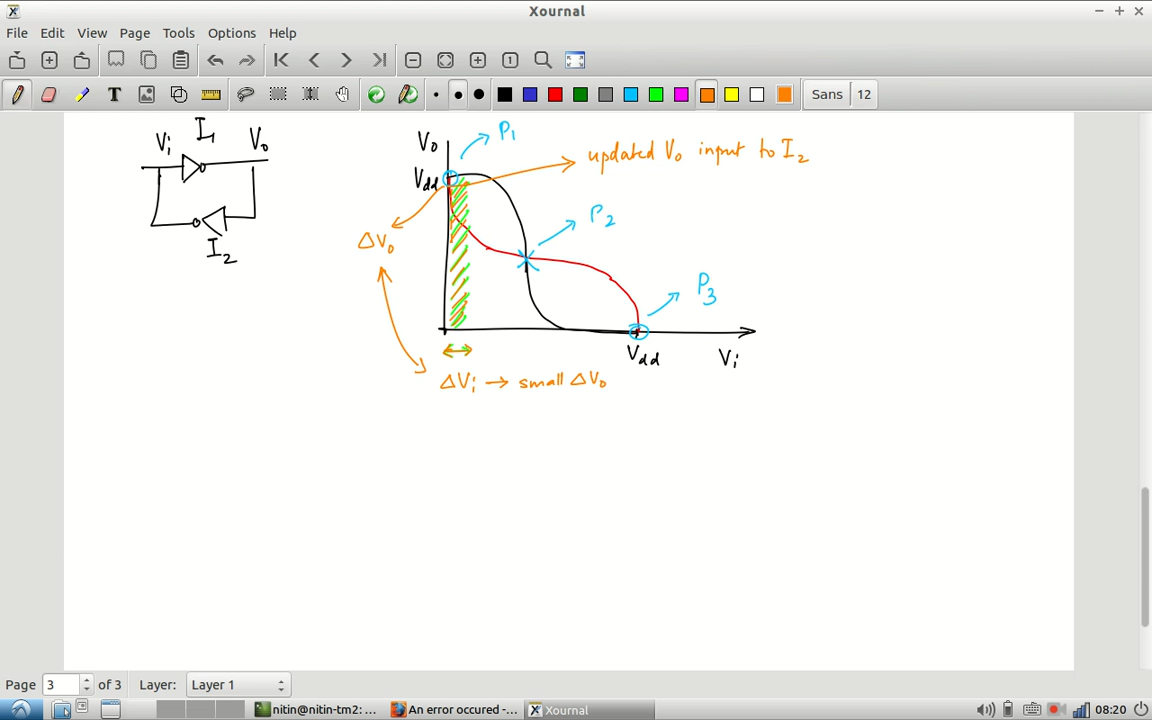 Xournal
File Edit View Page Tools Options Help
Sans 12
I1
Vi Vo
I2
Vo
P1
Vdd
updated Vo input to I2
P2
ΔVo
P3
Vdd
Vi
ΔVi → small ΔVo
Page 3 of 3 Layer: Layer 1
nitin@nitin-tm2: ... An error occured -... Xournal 08:20